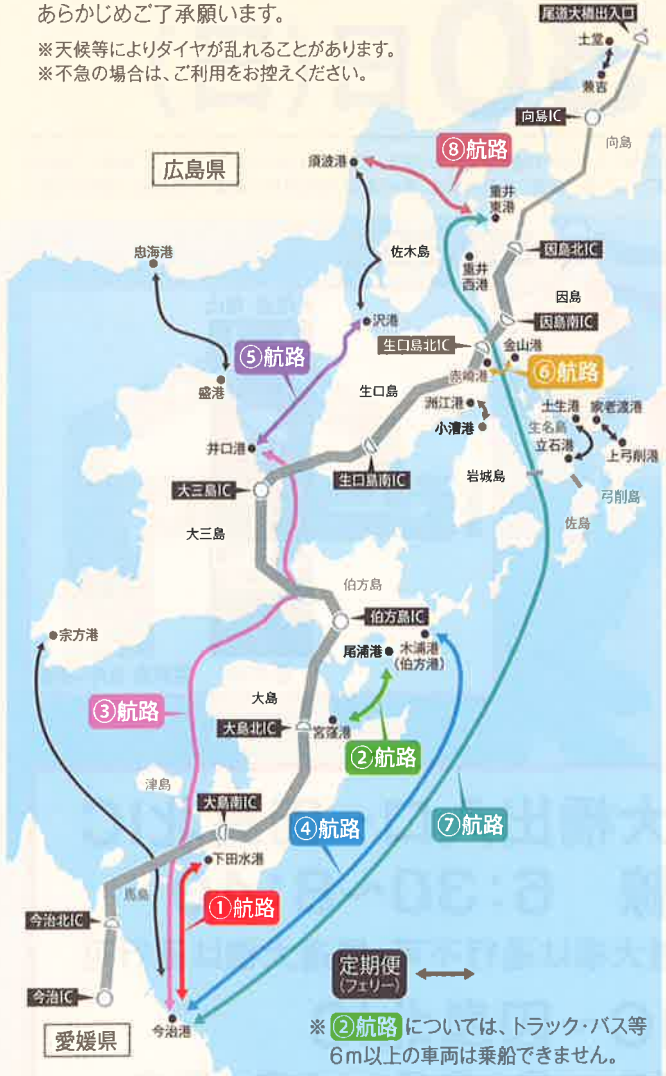 あらかじめご了承願います。
※天候等によりダイヤが乱れることがあります。
※不急の場合は、ご利用をお控えください。
尾道大橋出入口
土堂
兼吉
向島IC
向島
広島県
須波港
⑧航路
重井
東港
忠海港
佐木島
因島北IC
重井
西港
因島
沢港
因島南IC
生口島北IC
金山港
⑤航路
赤崎港
⑥航路
盛港
生口島
洲江港
土生港
家老渡港
小漕港
生名島
立石港
井口港
上弓削港
生口島南IC
岩城島
大三島IC
弓削島
佐島
大三島
伯方島
伯方島IC
宗方港
尾浦港
木浦港
(伯方港)
大島
③航路
大島北IC
宮窪港
②航路
津島
大島南IC
④航路
⑦航路
下田水港
馬島
①航路
今治北IC
定期便
(フェリー)
今治IC
今治港
愛媛県
※②航路については、トラック・バス等
6m以上の車両は乗船できません。